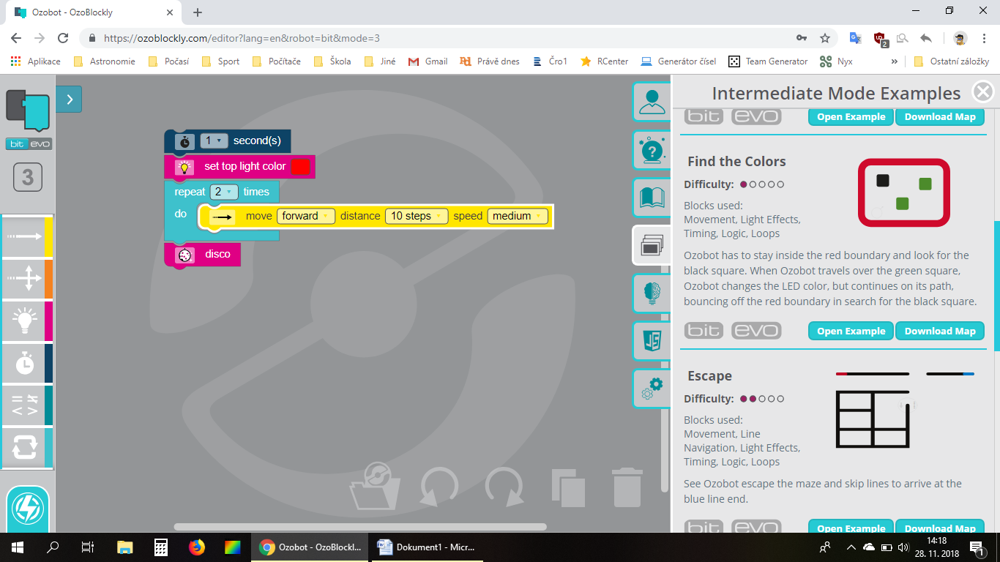 Ozobot - OzoBlockly
https://ozoblockly.com/editor?lang=en&robot=bit&mode=3
2
Aplikace
Astronomie
Počasí
Sport
Počítače
Škola
Jiné
Gmail
Právě dnes
Čro1
RCenter
Generátor čísel
Team Generator
Nyx
»
Ostatní záložky
bit evo
3
1 second(s)
set top light color
repeat 2 times
do move forward distance 10 steps speed medium
disco
JS
Intermediate Mode Examples
bit evo Open Example Download Map
Find the Colors
Difficulty:
Blocks used:
Movement, Light Effects,
Timing, Logic, Loops
Ozobot has to stay inside the red boundary and look for the
black square. When Ozobot travels over the green square,
Ozobot changes the LED color, but continues on its path,
bouncing off the red boundary in search for the black square.
bit evo Open Example Download Map
Escape
Difficulty:
Blocks used:
Movement, Line
Navigation, Light Effects,
Timing, Logic, Loops
See Ozobot escape the maze and skip lines to arrive at the
blue line end.
bit evo Open Example Download Map
Ozobot - OzoBlockl...
Dokument1 - Micr...
14:18
28. 11. 2018
1